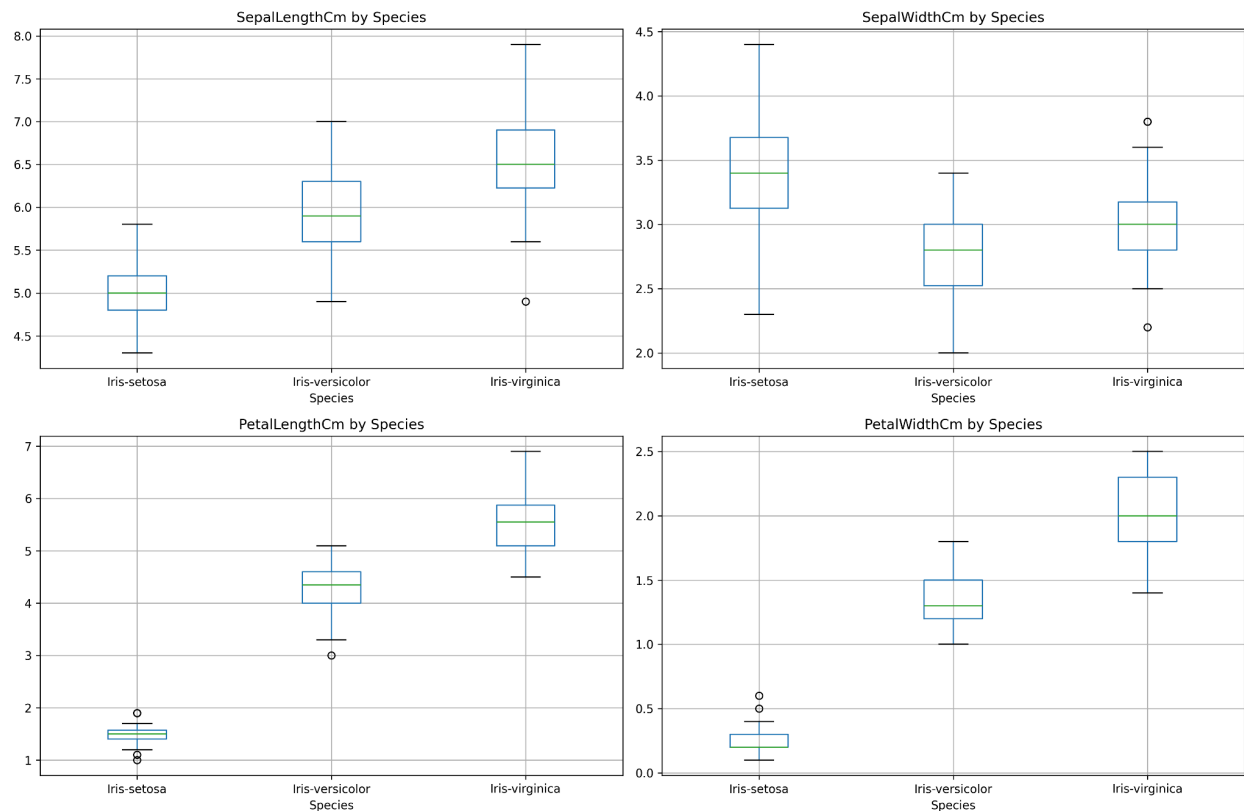 SepalLengthCm by Species
8.0
7.5
7.0
6.5
6.0
5.5
5.0
4.5
Iris-setosa Iris-versicolor Iris-virginica
Species
SepalWidthCm by Species
4.5
4.0
3.5
3.0
2.5
2.0
Iris-setosa Iris-versicolor Iris-virginica
Species
PetalLengthCm by Species
7
6
5
4
3
2
1
Iris-setosa Iris-versicolor Iris-virginica
Species
PetalWidthCm by Species
2.5
2.0
1.5
1.0
0.5
0.0
Iris-setosa Iris-versicolor Iris-virginica
Species